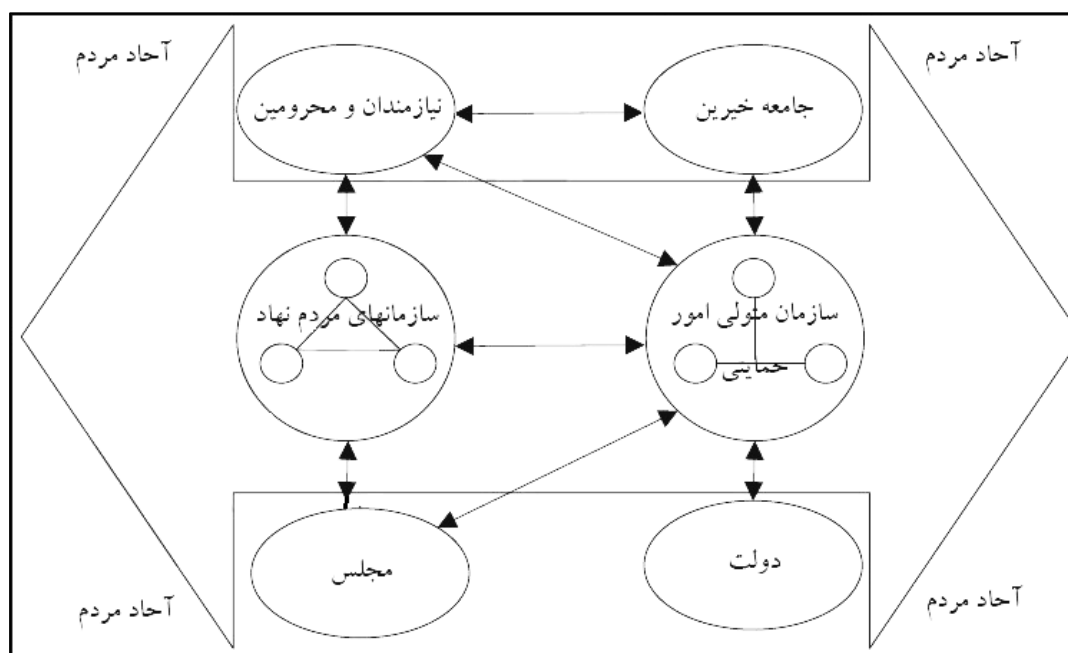 آحاد مردم
آحاد مردم
جامعه خیرین
نیازمندان و محرومین
سازمان متولی امور
حمایتی
سازمانهای مردم نهاد
دولت
مجلس
آحاد مردم
آحاد مردم